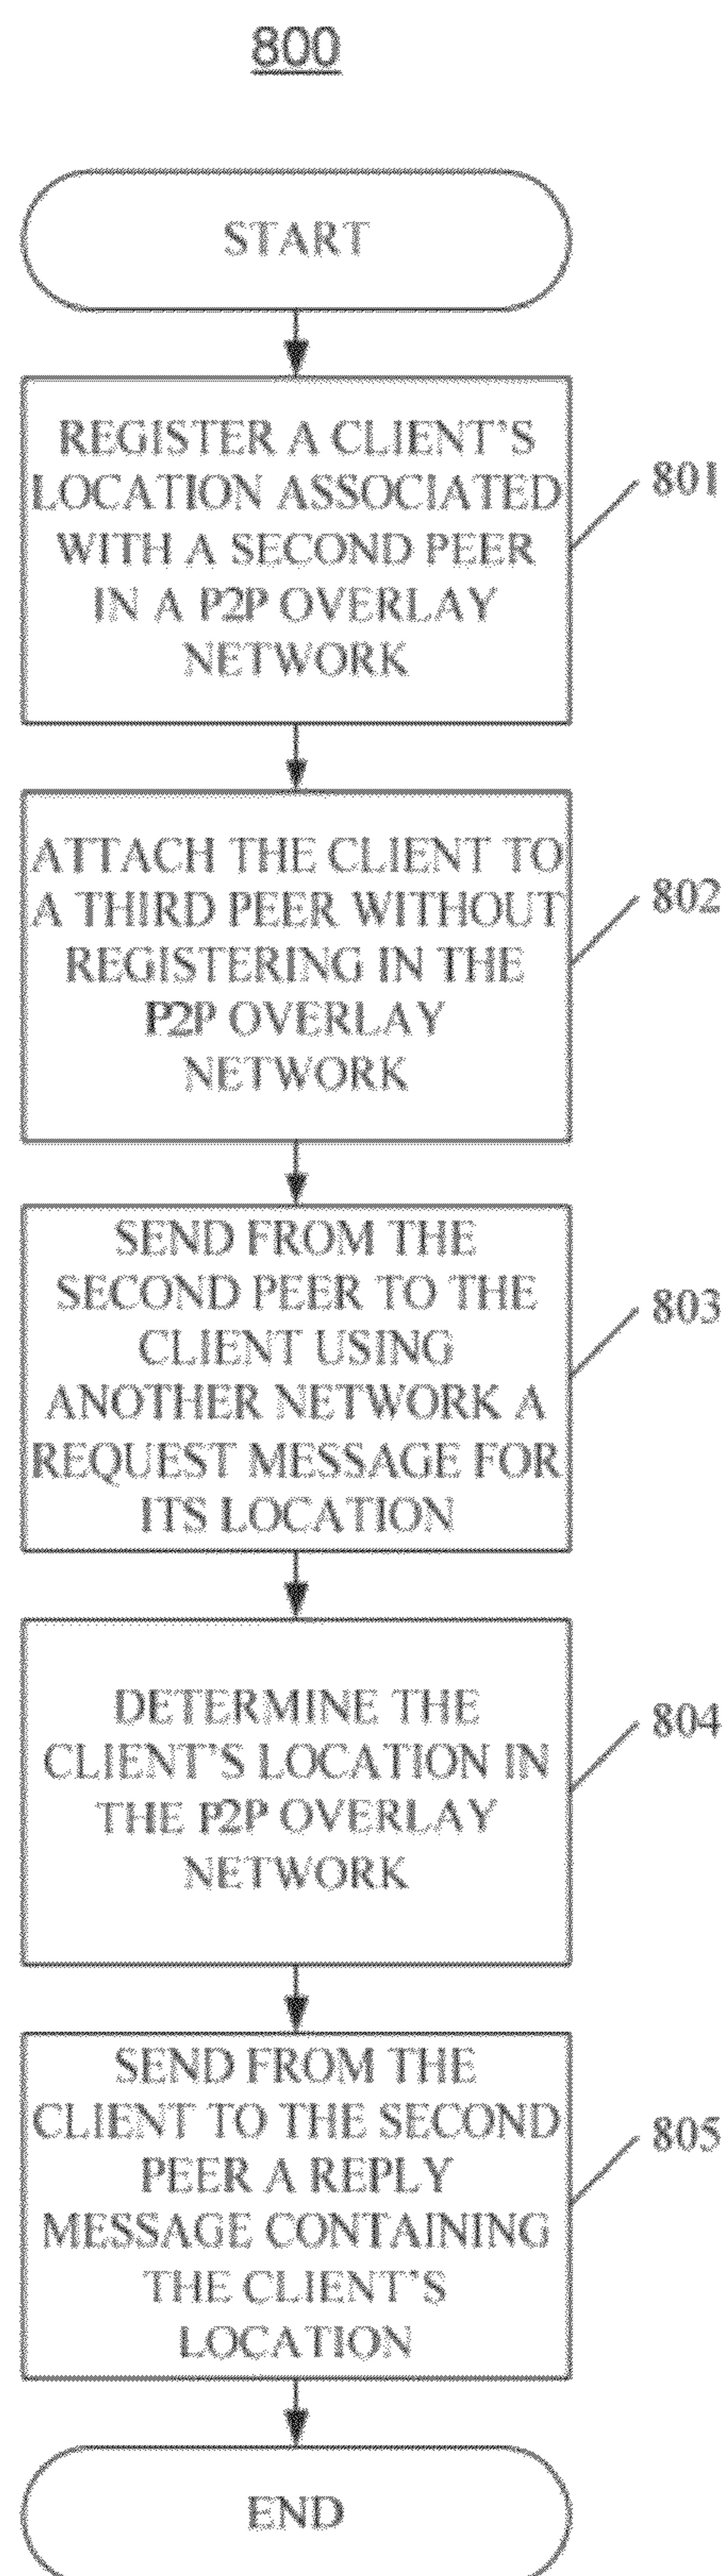 800
START
REGISTER A CLIENT'S
LOCATION ASSOCIATED
WITH A SECOND PEER
IN A P2P OVERLAY
NETWORK
801
ATTACH THE CLIENT TO
A THIRD PEER WITHOUT
REGISTERING IN THE
P2P OVERLAY
NETWORK
802
SEND FROM THE
SECOND PEER TO THE
CLIENT USING
ANOTHER NETWORK A
REQUEST MESSAGE FOR
ITS LOCATION
803
DETERMINE THE
CLIENT'S LOCATION IN
THE P2P OVERLAY
NETWORK
804
SEND FROM THE
CLIENT TO THE SECOND
PEER A REPLY
MESSAGE CONTAINING
THE CLIENT'S
LOCATION
805
END